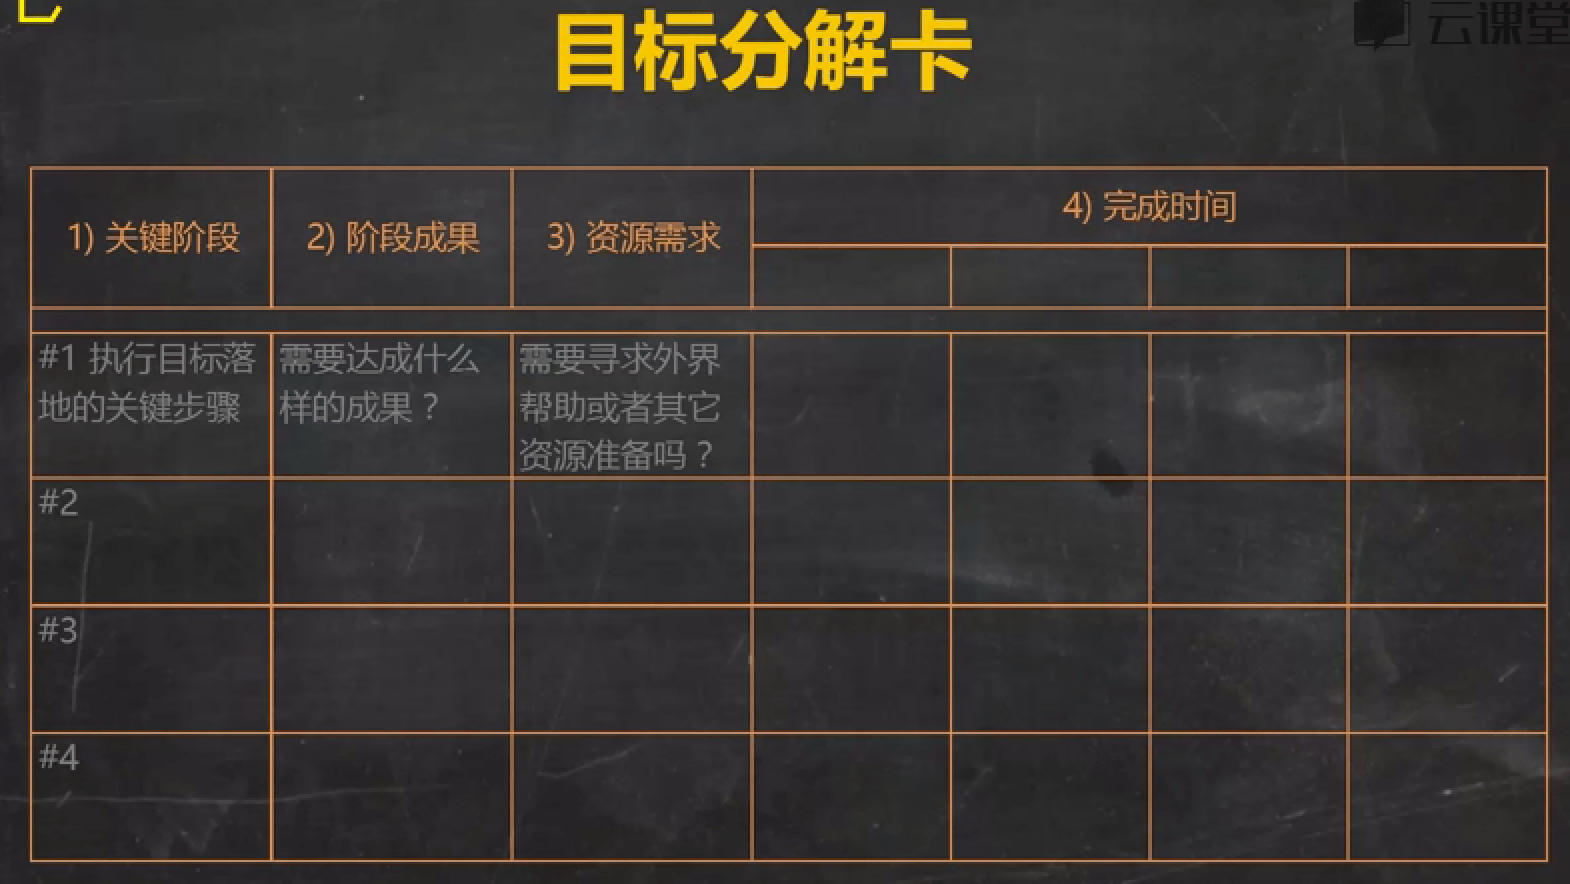 目标分解卡
云课堂
1) 关键阶段
2) 阶段成果
3) 资源需求
4) 完成时间
#1 执行目标落
地的关键步骤
需要达成什么
样的成果？
需要寻求外界
帮助或者其它
资源准备吗？
#2
#3
#4